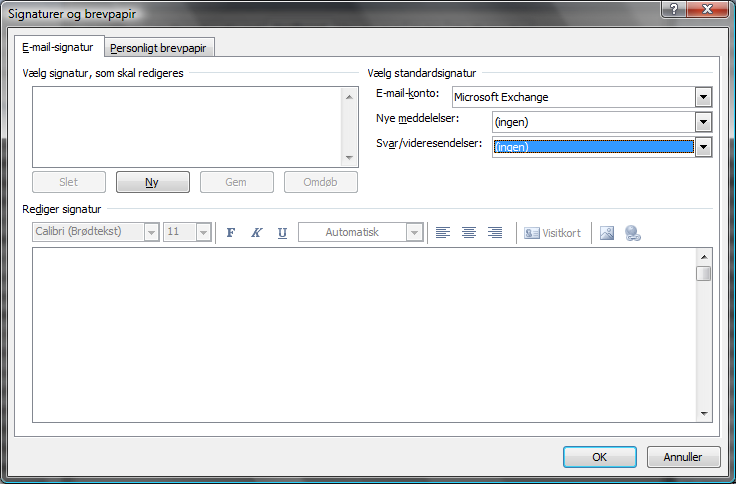 Signaturer og brevpapir
E-mail-signatur Personligt brevpapir
Vælg signatur, som skal redigeres
Slet Ny Gem Omdøb
Vælg standardsignatur
E-mail-konto: Microsoft Exchange
Nye meddelelser: (ingen)
Svar/videresendelser: (ingen)
Rediger signatur
Calibri (Brødtekst) 11 F K U Automatisk Visitkort
OK Annuller